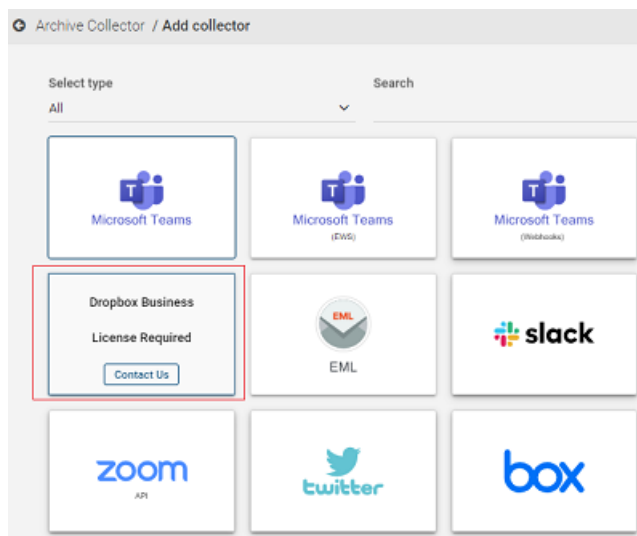 Archive Collector / Add collector
Select type
Search
All
Microsoft Teams
Microsoft Teams
(EWS)
Microsoft Teams
(Webhooks)
Dropbox Business
License Required
Contact Us
EML
EML
slack
zoom
API
twitter
box